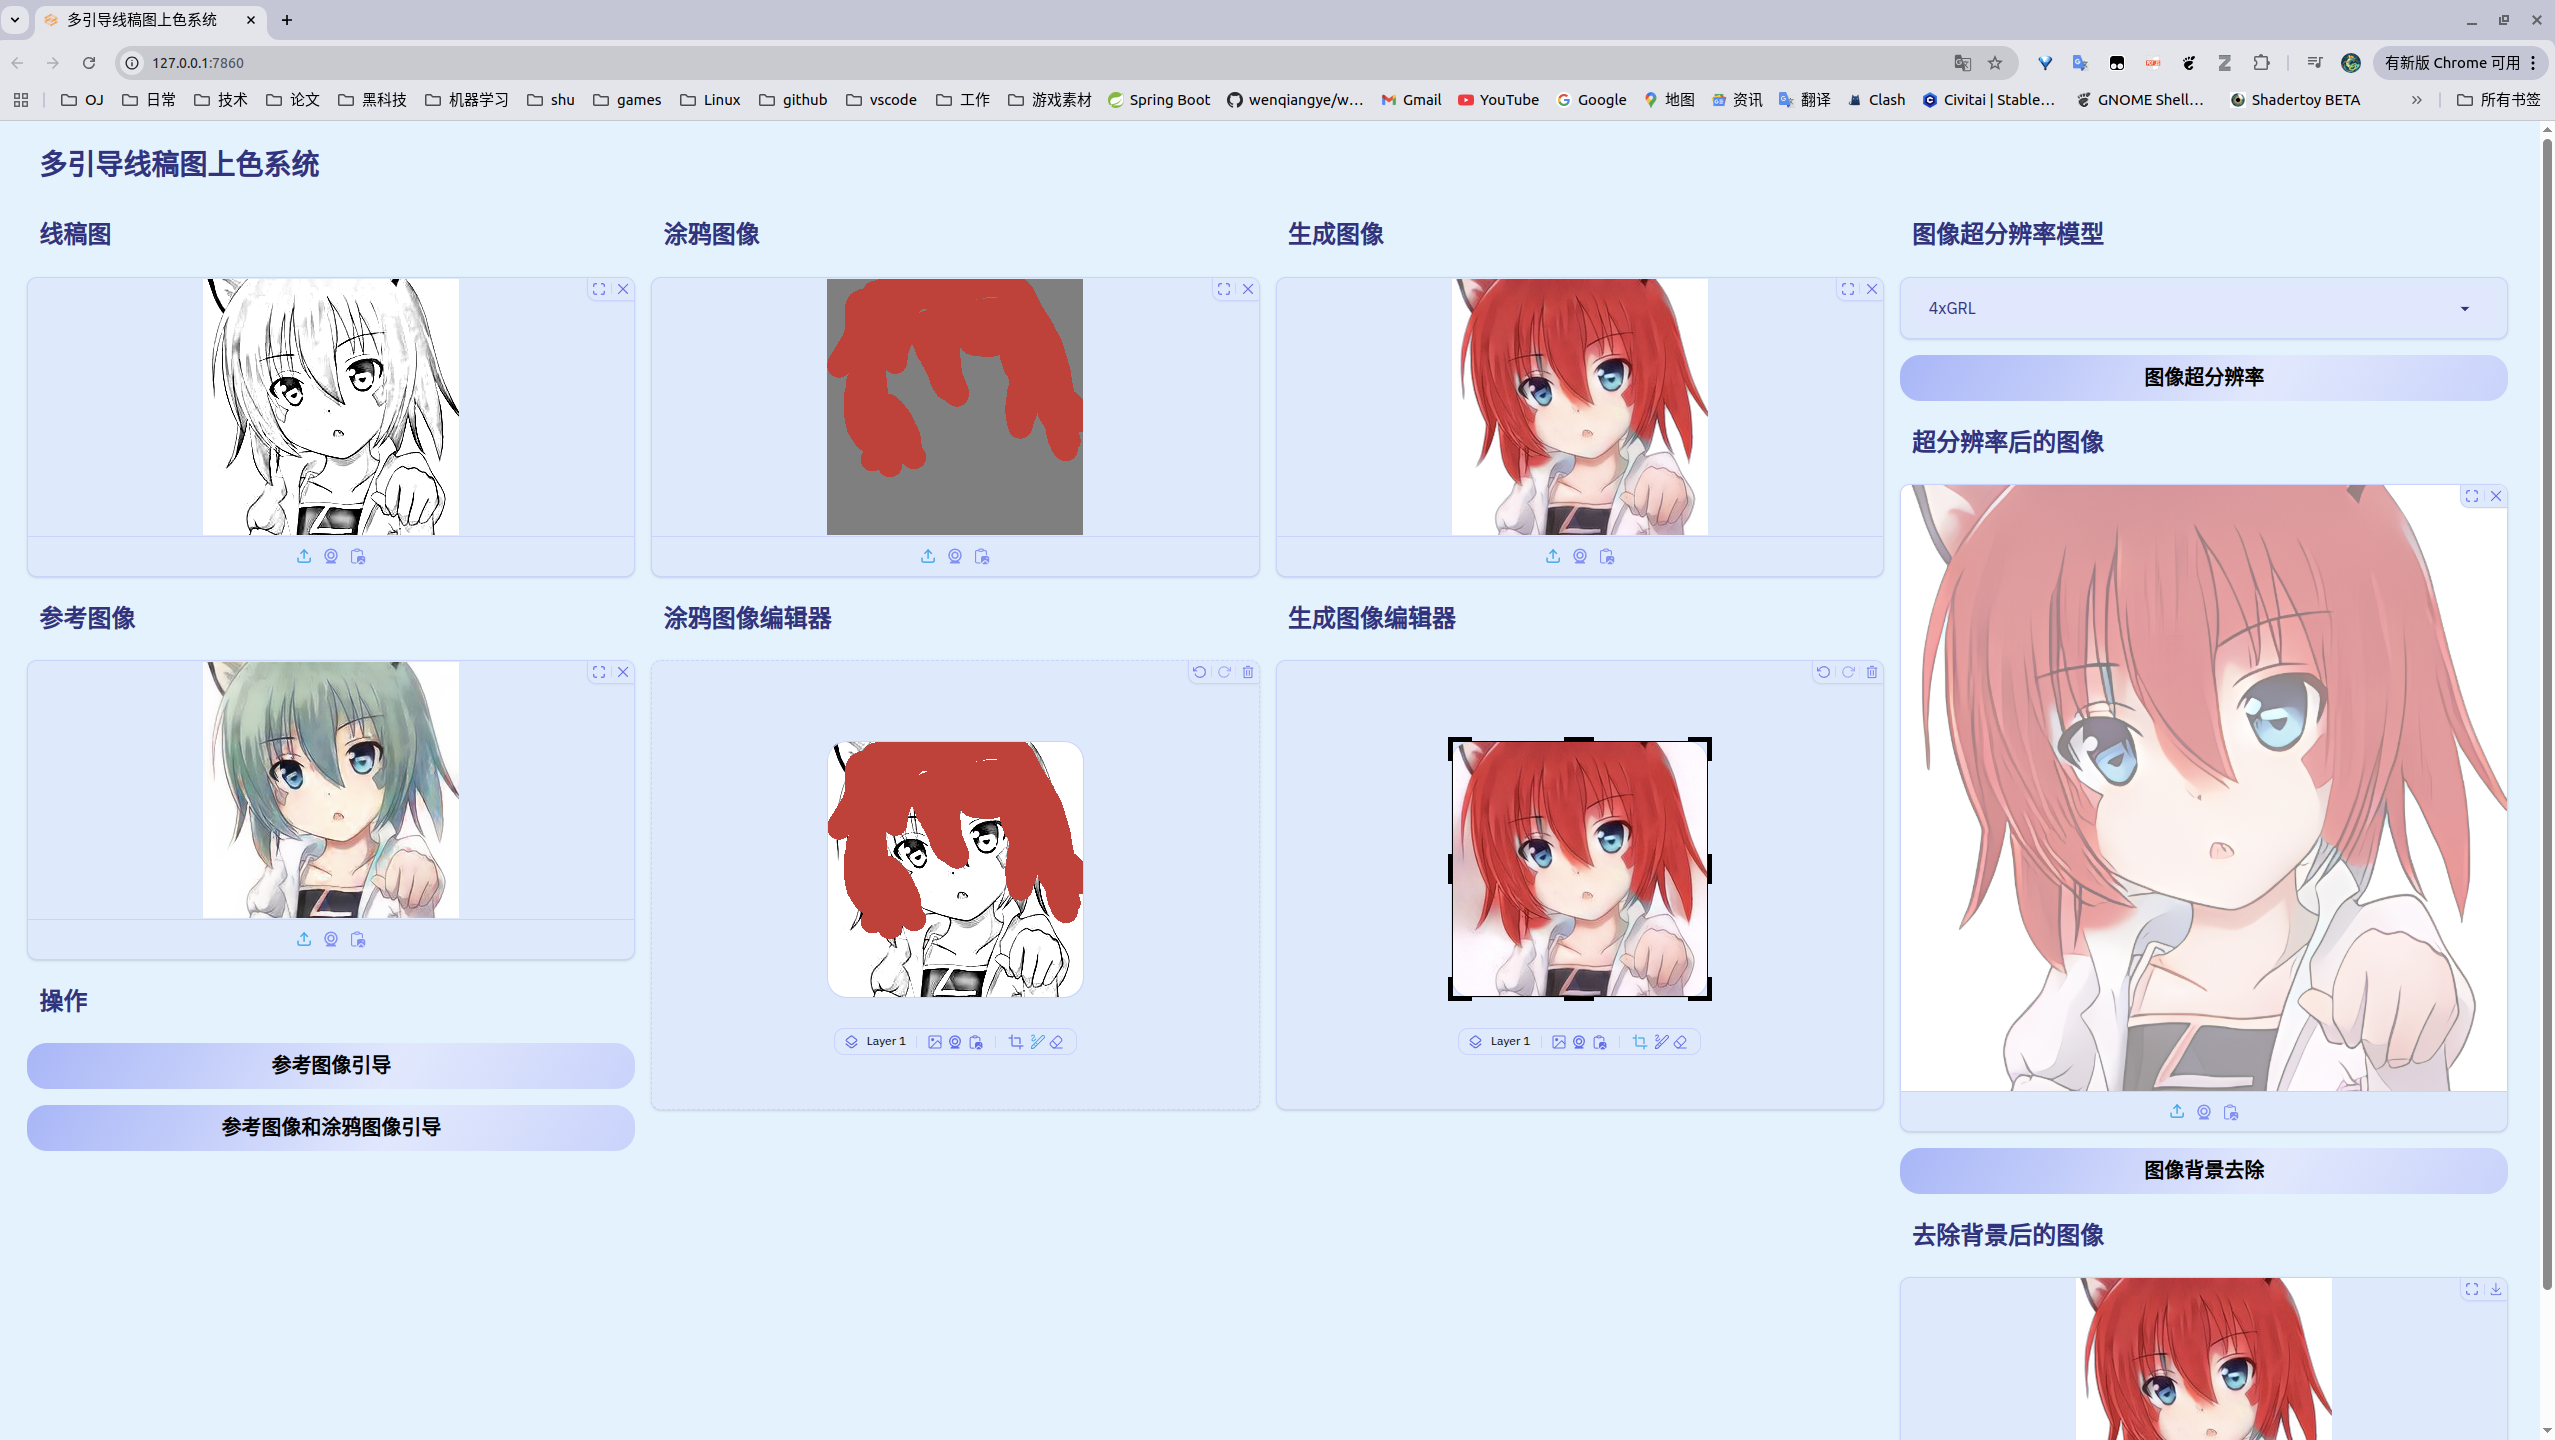 多引导线稿图上色系统
127.0.0.1:7860
有新版 Chrome 可用
OJ 日常 技术 论文 黑科技 机器学习 shu games Linux github vscode 工作 游戏素材 Spring Boot wenqiangye/w... Gmail YouTube Google 地图 资讯 翻译 Clash Civitai | Stable... GNOME Shell... Shadertoy BETA 所有书签
多引导线稿图上色系统
线稿图
涂鸦图像
生成图像
图像超分辨率模型
4xGRL
图像超分辨率
超分辨率后的图像
参考图像
涂鸦图像编辑器
生成图像编辑器
操作
Layer 1
Layer 1
参考图像引导
参考图像和涂鸦图像引导
图像背景去除
去除背景后的图像